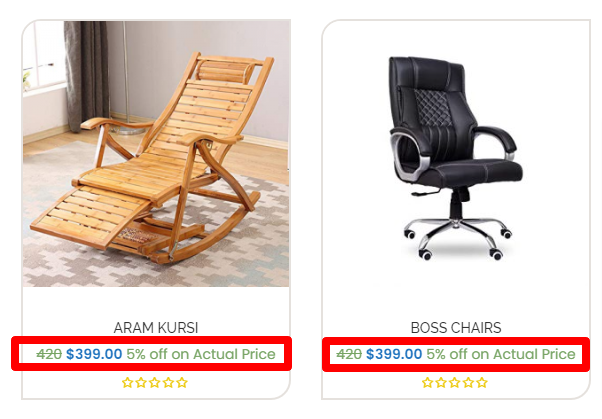 ARAM KURSI
420 $399.00 5% off on Actual Price
BOSS CHAIRS
420 $399.00 5% off on Actual Price